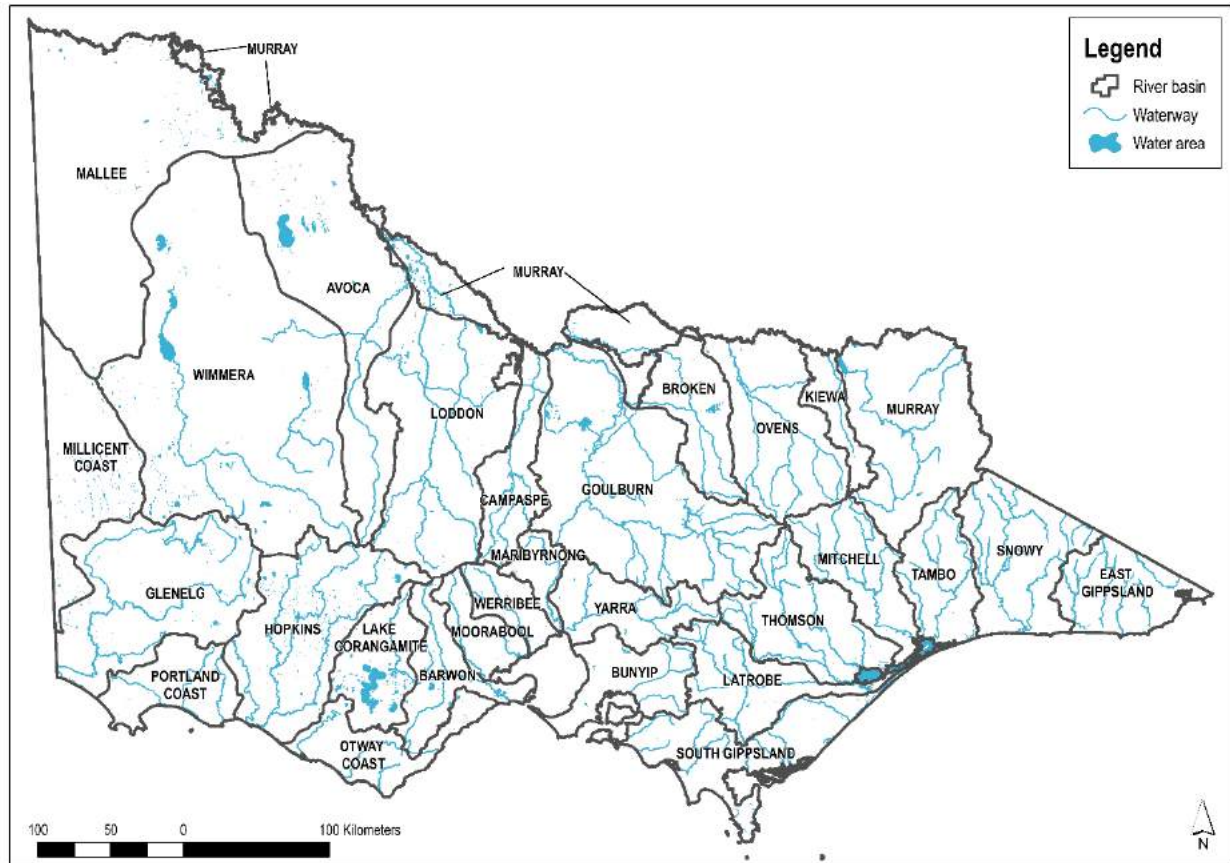 MURRAY
Legend
River basin
Waterway
Water area
MALLEE
MURRAY
AVOCA
WIMMERA
BROKEN
KIEWA
MURRAY
LODDON
OVENS
MILLICENT
COAST
CAMPASPE
GOULBURN
MARIBYRNONG
MITCHELL
SNOWY
TAMBO
EAST
GIPPSLAND
GLENELG
WERRIBEE
YARRA
THOMSON
HOPKINS
LAKE
CORANGAMITE
MOORABOOL
PORTLAND
COAST
BARWON
BUNYIP
LATROBE
OTWAY
COAST
SOUTH GIPPSLAND
100 50 0 100 Kilometers
N